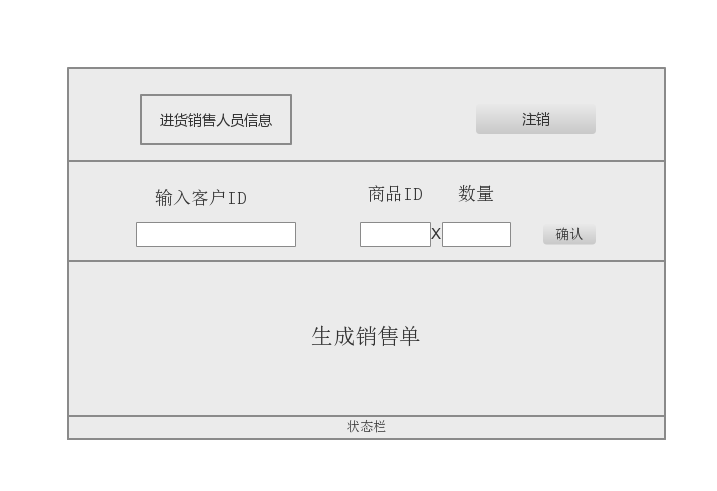 进货销售人员信息
注销
输入客户ID
商品ID
数量
X
确认
生成销售单
状态栏